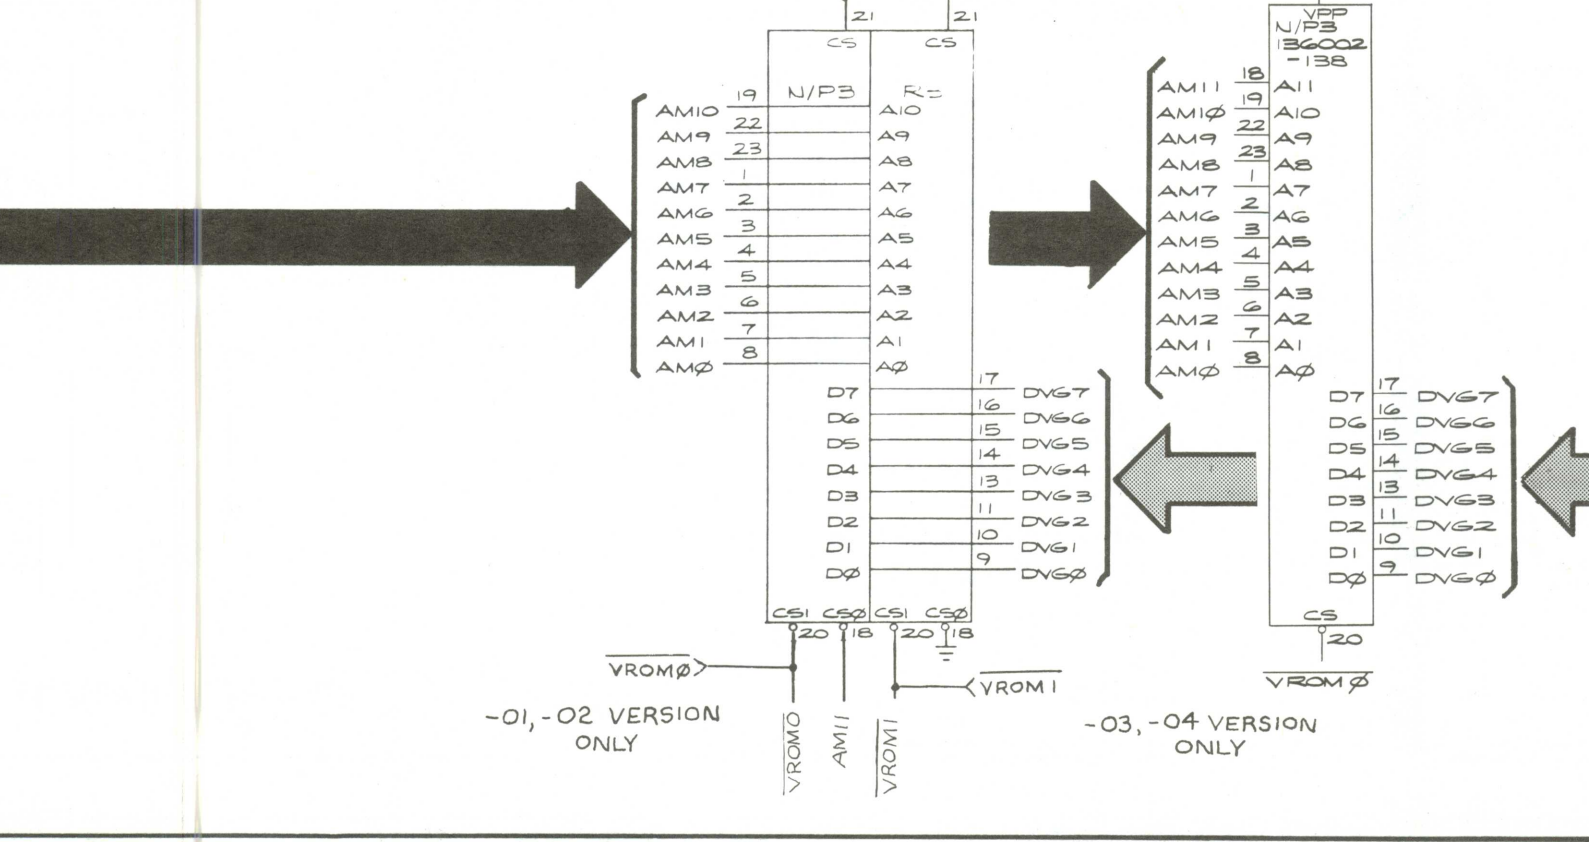 21 21
CS CS
N/P3 R3
AM10 19 A10
AM9 22 A9
AM8 23 A8
AM7 1 A7
AM6 2 A6
AM5 3 A5
AM4 4 A4
AM3 5 A3
AM2 6 A2
AM1 7 A1
AMØ 8 AØ
D7 17 DVG7
D6 16 DVG6
D5 15 DVG5
D4 14 DVG4
D3 13 DVG3
D2 11 DVG2
D1 10 DVG1
DØ 9 DVGØ
CS1 CSØ CS1 CSØ
20 18 20 18
VROMØ
VROM1
-01, -02 VERSION
ONLY
VROM0
AM11
VROM1
VPP
N/P3
136002
-138
AM11 18 A11
AM1Ø 19 A10
AM9 22 A9
AM8 23 A8
AM7 1 A7
AM6 2 A6
AM5 3 A5
AM4 4 A4
AM3 5 A3
AM2 6 A2
AM1 7 A1
AMØ 8 AØ
D7 17 DVG7
D6 16 DVG6
D5 15 DVG5
D4 14 DVG4
D3 13 DVG3
D2 11 DVG2
D1 10 DVG1
DØ 9 DVGØ
CS
20
VROMØ
-03, -04 VERSION
ONLY